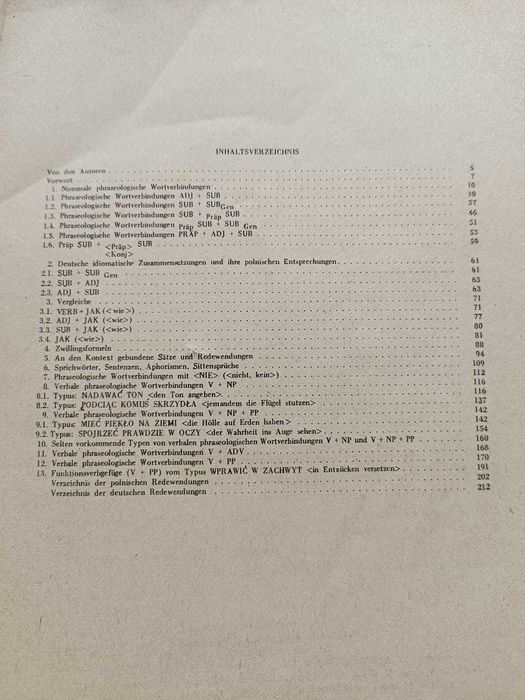 INHALTSVERZEICHNIS
Von den Autoren 5
Vorwort 7
1. Nominale phraseologische Wortverbindungen 10
1.1. Phraseologische Wortverbindungen ADJ + SUB 10
1.2. Phraseologische Wortverbindungen SUB + SUB Gen 37
1.3. Phraseologische Wortverbindungen SUB + Präp SUB 46
1.4. Phraseologische Wortverbindungen Präp SUB + SUB Gen 51
1.5. Phraseologische Wortverbindungen PRÄP + ADJ + SUB 53
1.6. Präp SUB + <Präp> SUB 59
<Konj>
2. Deutsche idiomatische Zusammensetzungen und ihre polnischen Entsprechungen 61
2.1. SUB + SUB Gen 61
2.2. SUB + ADJ 63
2.3. ADJ + SUB 63
3. Vergleiche 71
3.1. VERB + JAK (<wie>) 71
3.2. ADJ + JAK (<wie>) 77
3.3. SUB + JAK (<wie>) 80
3.4. JAK (<wie>) 81
4. Zwillingsformeln 88
5. An den Kontext gebundene Sätze und Redewendungen 94
6. Sprichwörter, Sentenzen, Aphorismen, Sittensprüche 109
7. Phraseologische Wortverbindungen mit <NIE> (<nicht, kein>) 112
8. Verbale phraseologische Wortverbindungen V + NP 116
8.1. Typus: NADAWAĆ TON <den Ton angeben> 116
8.2. Typus: PODCIĄĆ KOMUŚ SKRZYDŁA <jemandem die Flügel stutzen> 137
9. Verbale phraseologische Wortverbindungen V + NP + PP 142
9.1. Typus: MIEĆ PIEKŁO NA ZIEMI <die Hölle auf Erden haben> 142
9.2. Typus: SPOJRZEĆ PRAWDZIE W OCZY <der Wahrheit ins Auge sehen> 154
10. Selten vorkommende Typen von verbalen phraseologischen Wortverbindungen V + NP und V + NP + PP 160
11. Verbale phraseologische Wortverbindungen V + ADV 168
12. Verbale phraseologische Wortverbindungen V + PP 170
13. Funktionsverbgefüge (V + PP) vom Typus WPRAWIĆ W ZACHWYT <in Entzücken versetzen> 191
Verzeichnis der polnischen Redewendungen 202
Verzeichnis der deutschen Redewendungen 212